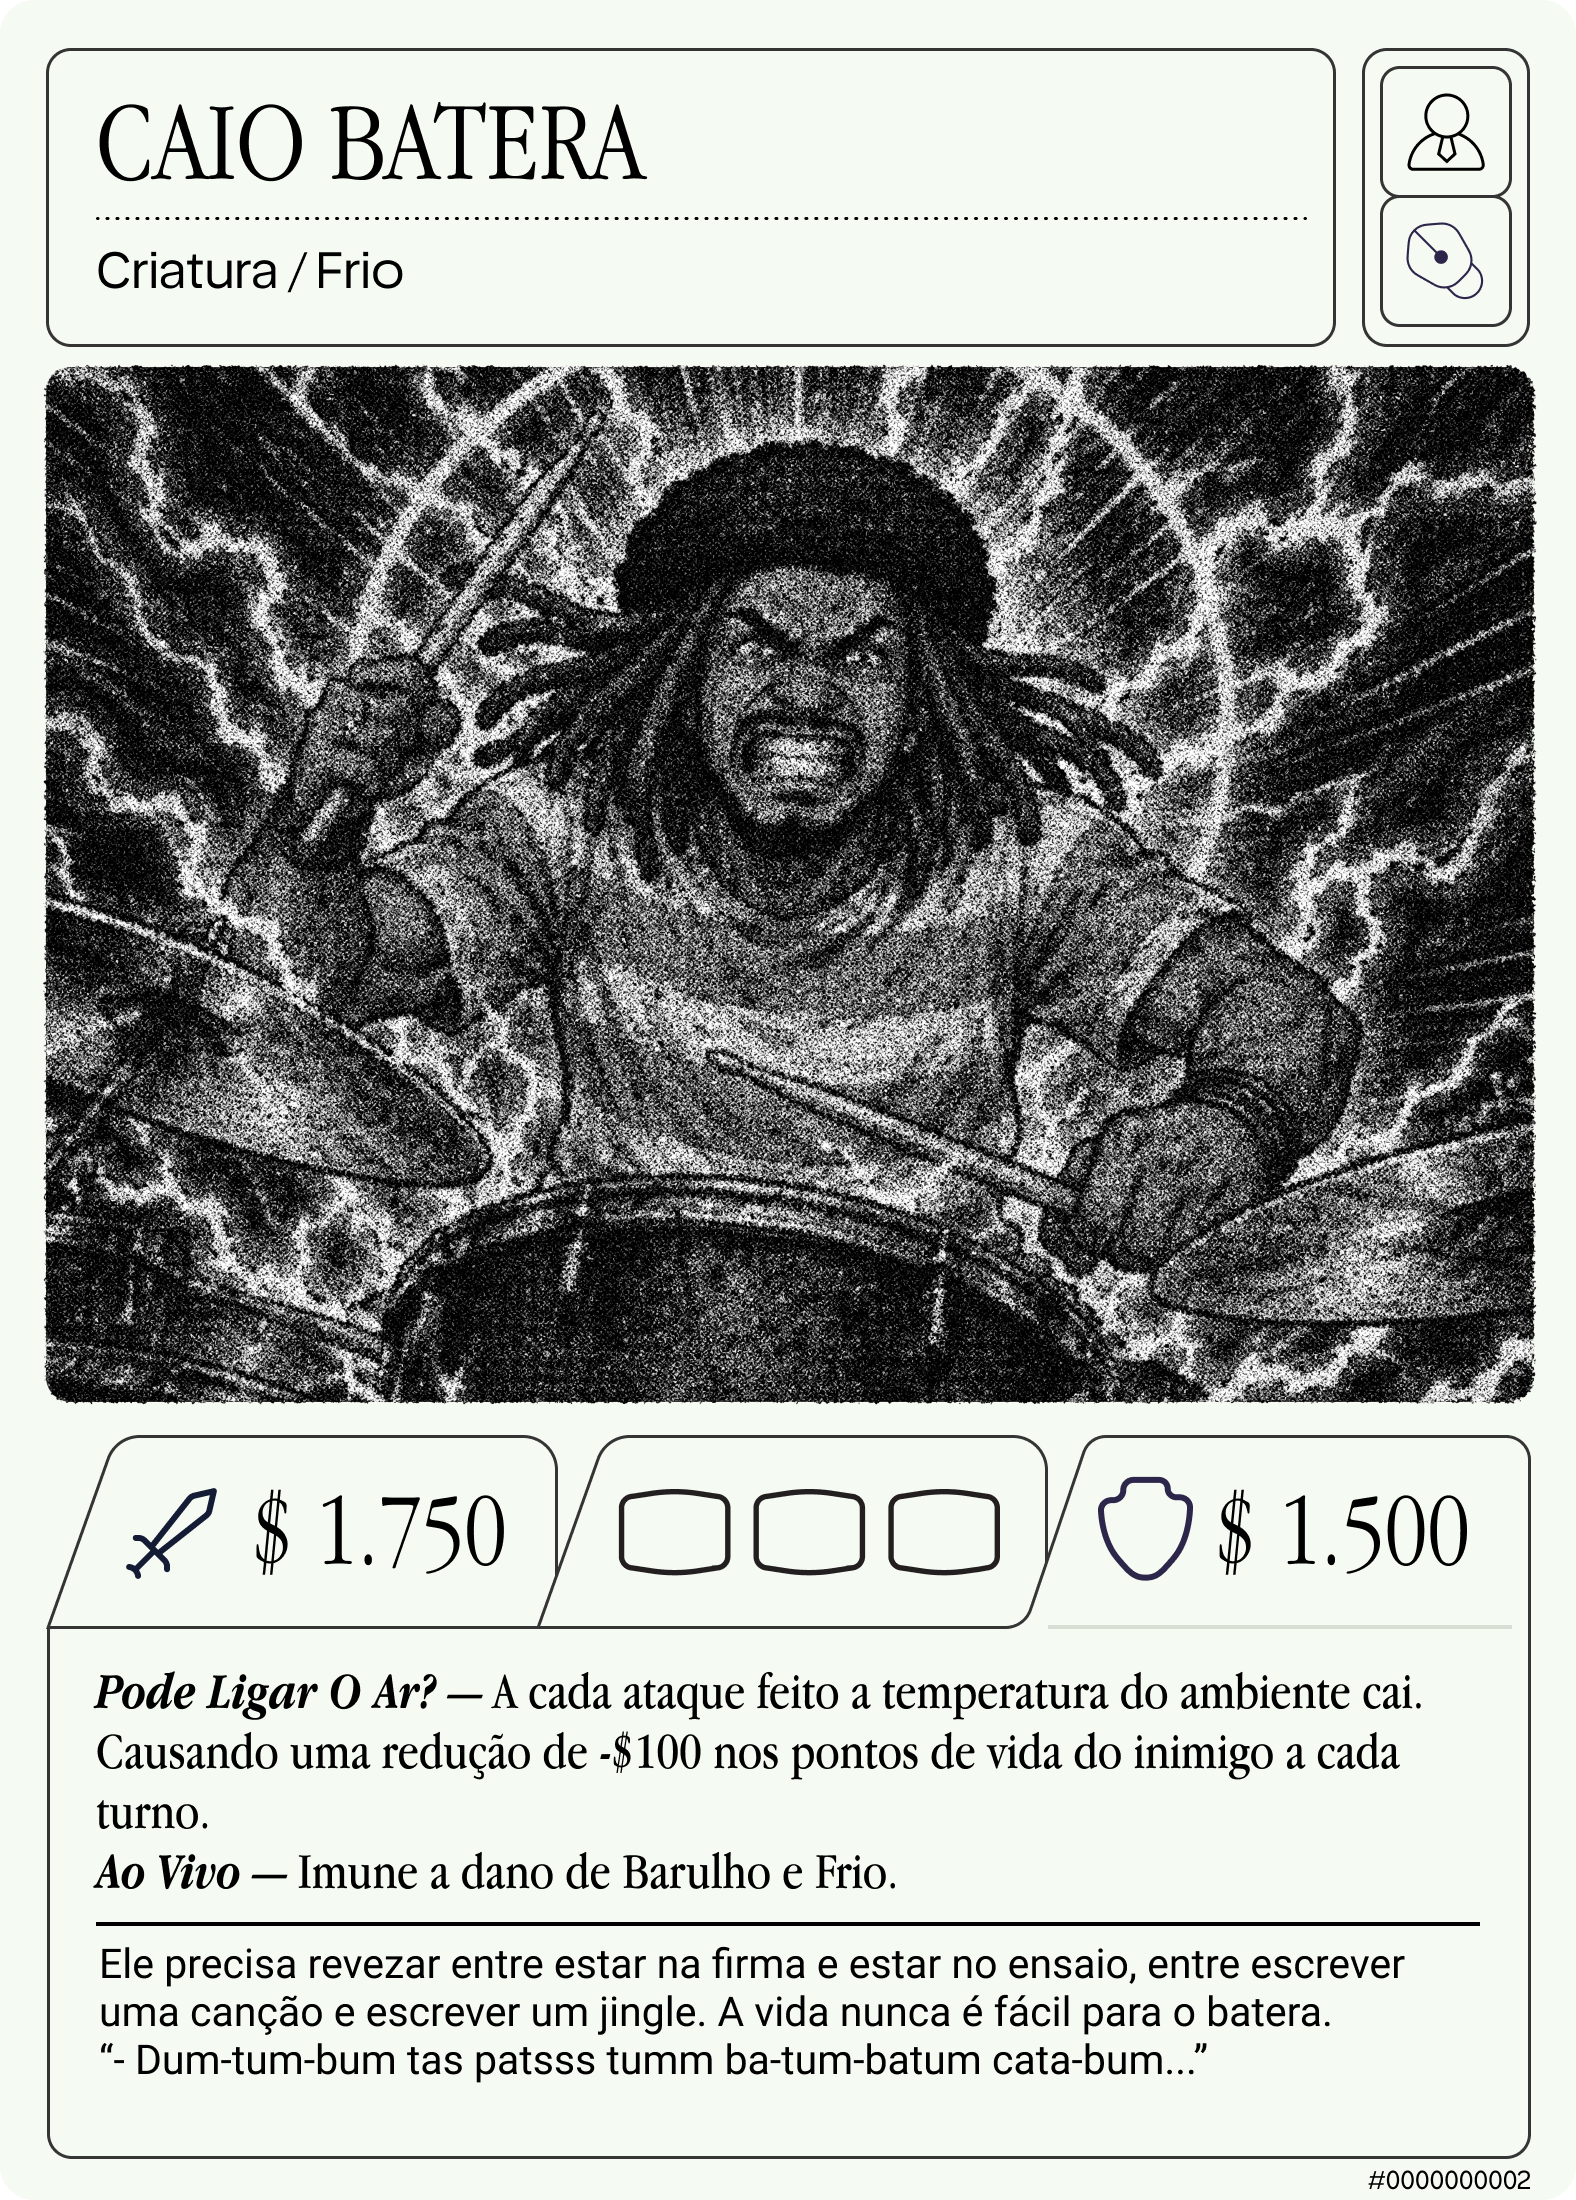 CAIO BATERA
Criatura / Frio
$ 1.750
$ 1.500
Pode Ligar O Ar? — A cada ataque feito a temperatura do ambiente cai.
Causando uma redução de -$100 nos pontos de vida do inimigo a cada
turno.
Ao Vivo — Imune a dano de Barulho e Frio.
Ele precisa revezar entre estar na firma e estar no ensaio, entre escrever
uma canção e escrever um jingle. A vida nunca é fácil para o batera.
“- Dum-tum-bum tas patsss tumm ba-tum-batum cata-bum...”
#0000000002